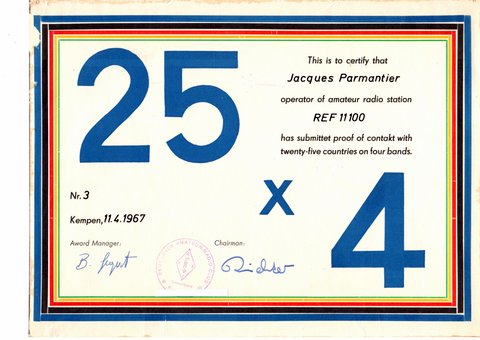 25 x 4
This is to certify that
Jacques Parmantier
operator of amateur radio station
REF 11100
has submittet proof of contakt with
twenty-five countries on four bands.
Nr. 3
Kempen, 11.4.1967
Award Manager:
Chairman:
Richter